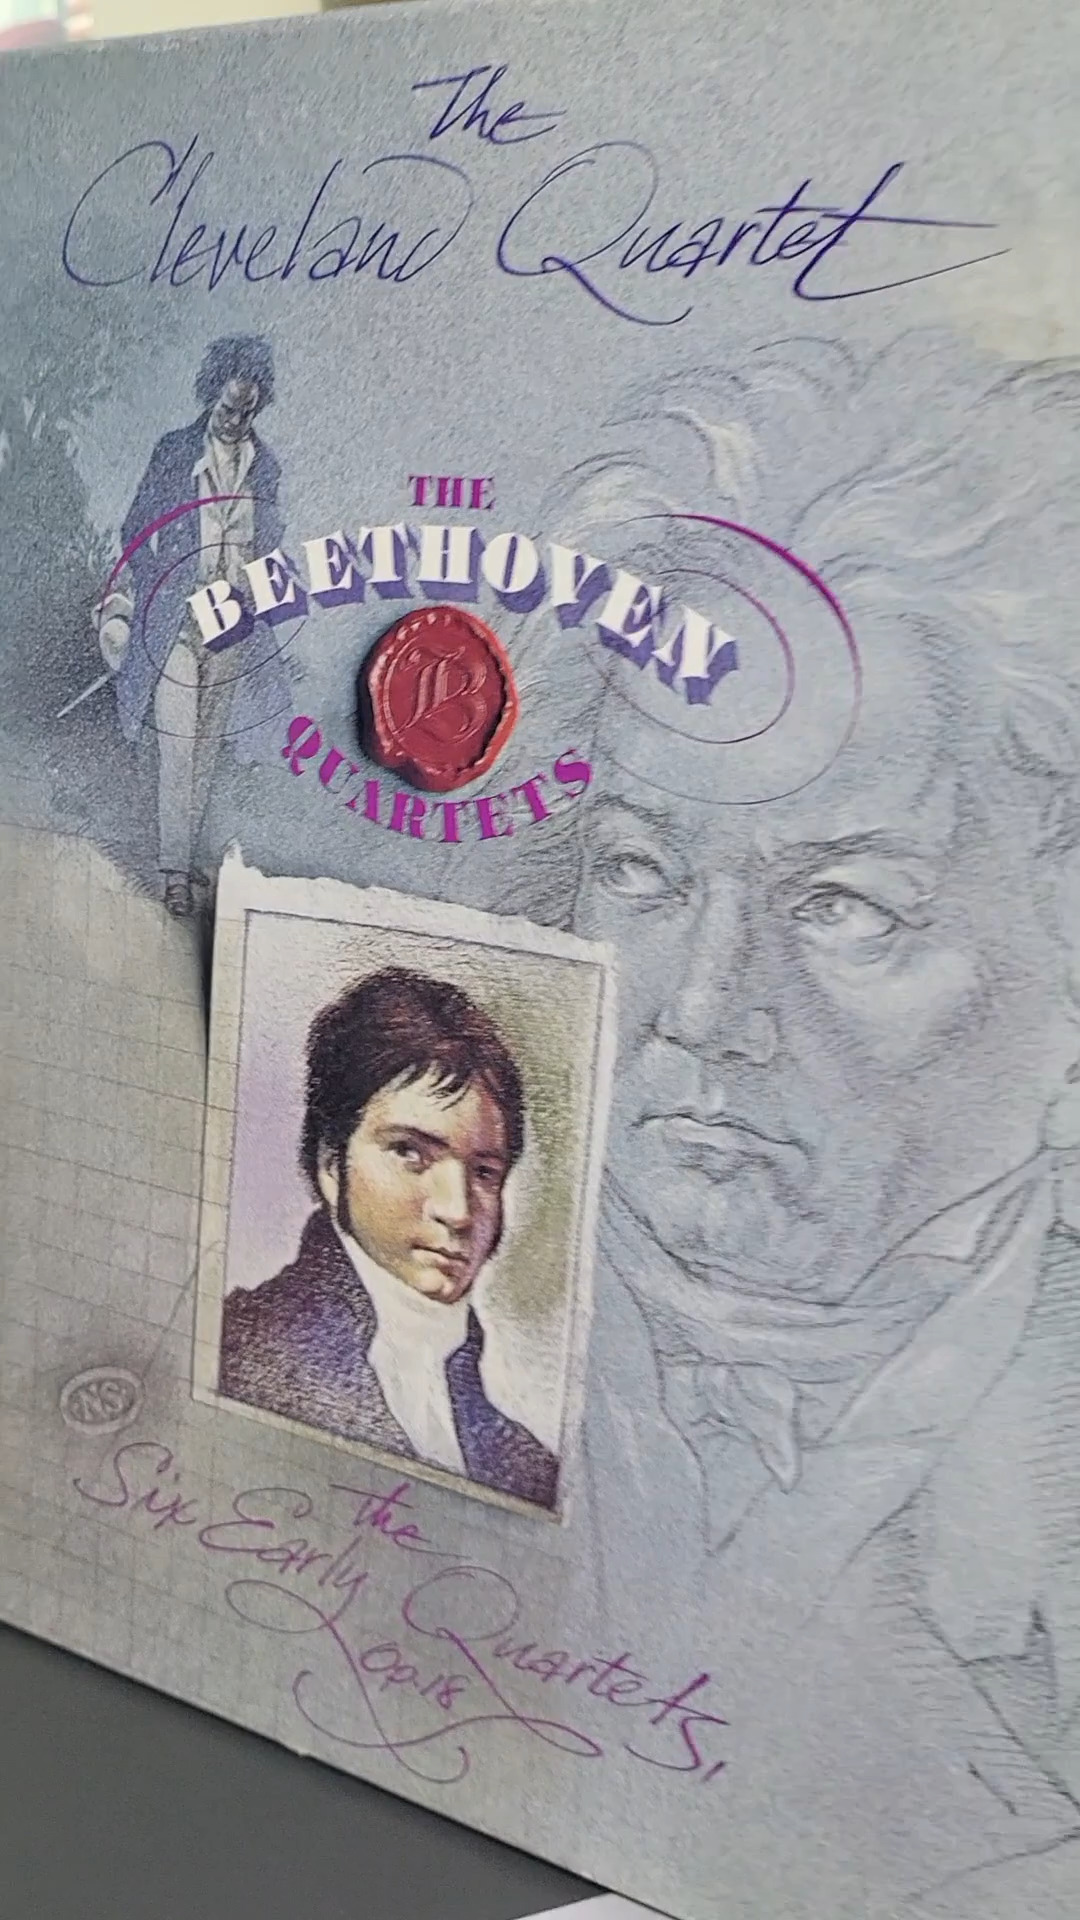 The
Cleveland Quartet
THE
BEETHOVEN
B
QUARTETS
NS
the
Six Early Quartets,
Op. 18